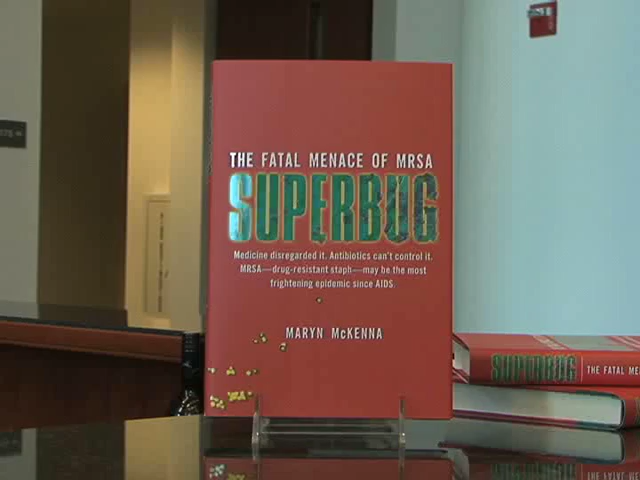 THE FATAL MENACE OF MRSA
SUPERBUG
Medicine disregarded it. Antibiotics can't control it.
MRSA—drug-resistant staph—may be the most
frightening epidemic since AIDS.
MARYN McKENNA
SUPERBUG THE FATAL